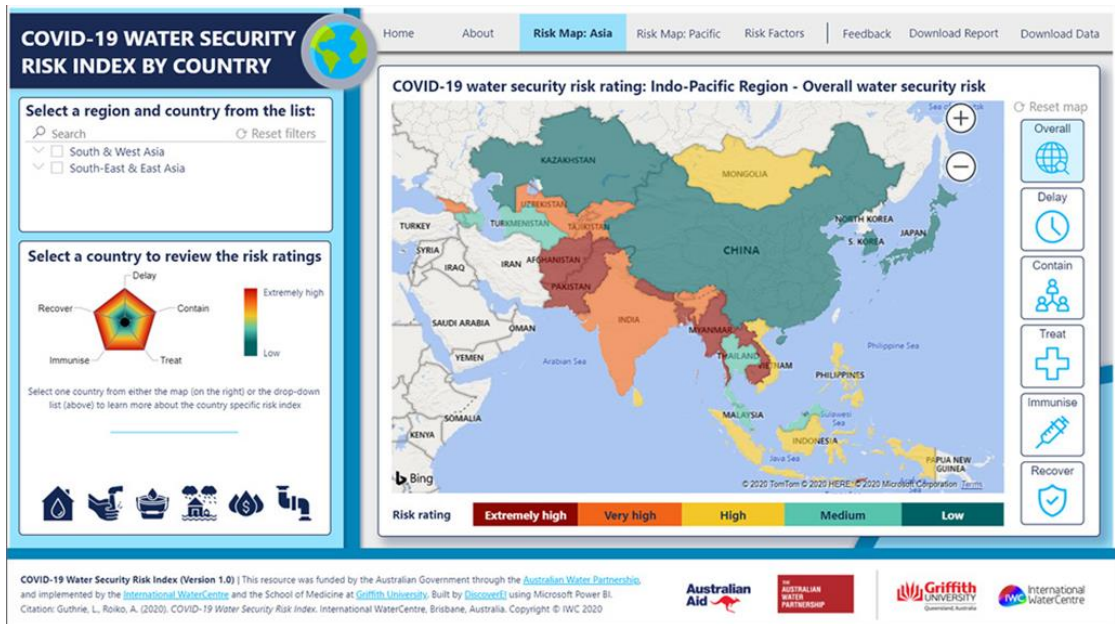 COVID-19 WATER SECURITY
RISK INDEX BY COUNTRY
Home
About
Risk Map: Asia
Risk Map: Pacific
Risk Factors
Feedback
Download Report
Download Data
Select a region and country from the list:
Search
Reset filters
South & West Asia
South-East & East Asia
Select a country to review the risk ratings
Delay
Recover
Contain
Immunise
Treat
Extremely high
Low
Select one country from either the map (on the right) or the drop-down
list (above) to learn more about the country specific risk index
COVID-19 water security risk rating: Indo-Pacific Region - Overall water security risk
Reset map
KAZAKHSTAN
MONGOLIA
UZBEKISTAN
NORTH KOREA
TURKEY
TURKMENISTAN
TAJIKISTAN
S. KOREA
JAPAN
SYRIA
IRAQ
IRAN
AFGHANISTAN
CHINA
PAKISTAN
SAUDI ARABIA
OMAN
INDIA
MYANMAR
YEMEN
Arabian Sea
THAILAND
Philippine Sea
PHILIPPINES
SOMALIA
MALAYSIA
KENYA
INDONESIA
Java Sea
PAPUA NEW
GUINEA
Bing
© 2020 TomTom © 2020 HERE, © 2020 Microsoft Corporation Terms
Risk rating
Extremely high
Very high
High
Medium
Low
Overall
Delay
Contain
Treat
Immunise
Recover
COVID-19 Water Security Risk Index (Version 1.0) | This resource was funded by the Australian Government through the Australian Water Partnership,
and implemented by the International WaterCentre and the School of Medicine at Griffith University. Built by DiscoverEI using Microsoft Power BI.
Citation: Guthrie, L, Roiko, A. (2020). COVID-19 Water Security Risk Index. International WaterCentre, Brisbane, Australia. Copyright © IWC 2020
Australian
Aid
THE
AUSTRALIAN
WATER
PARTNERSHIP
Griffith
UNIVERSITY
Queensland, Australia
IWC
International
WaterCentre